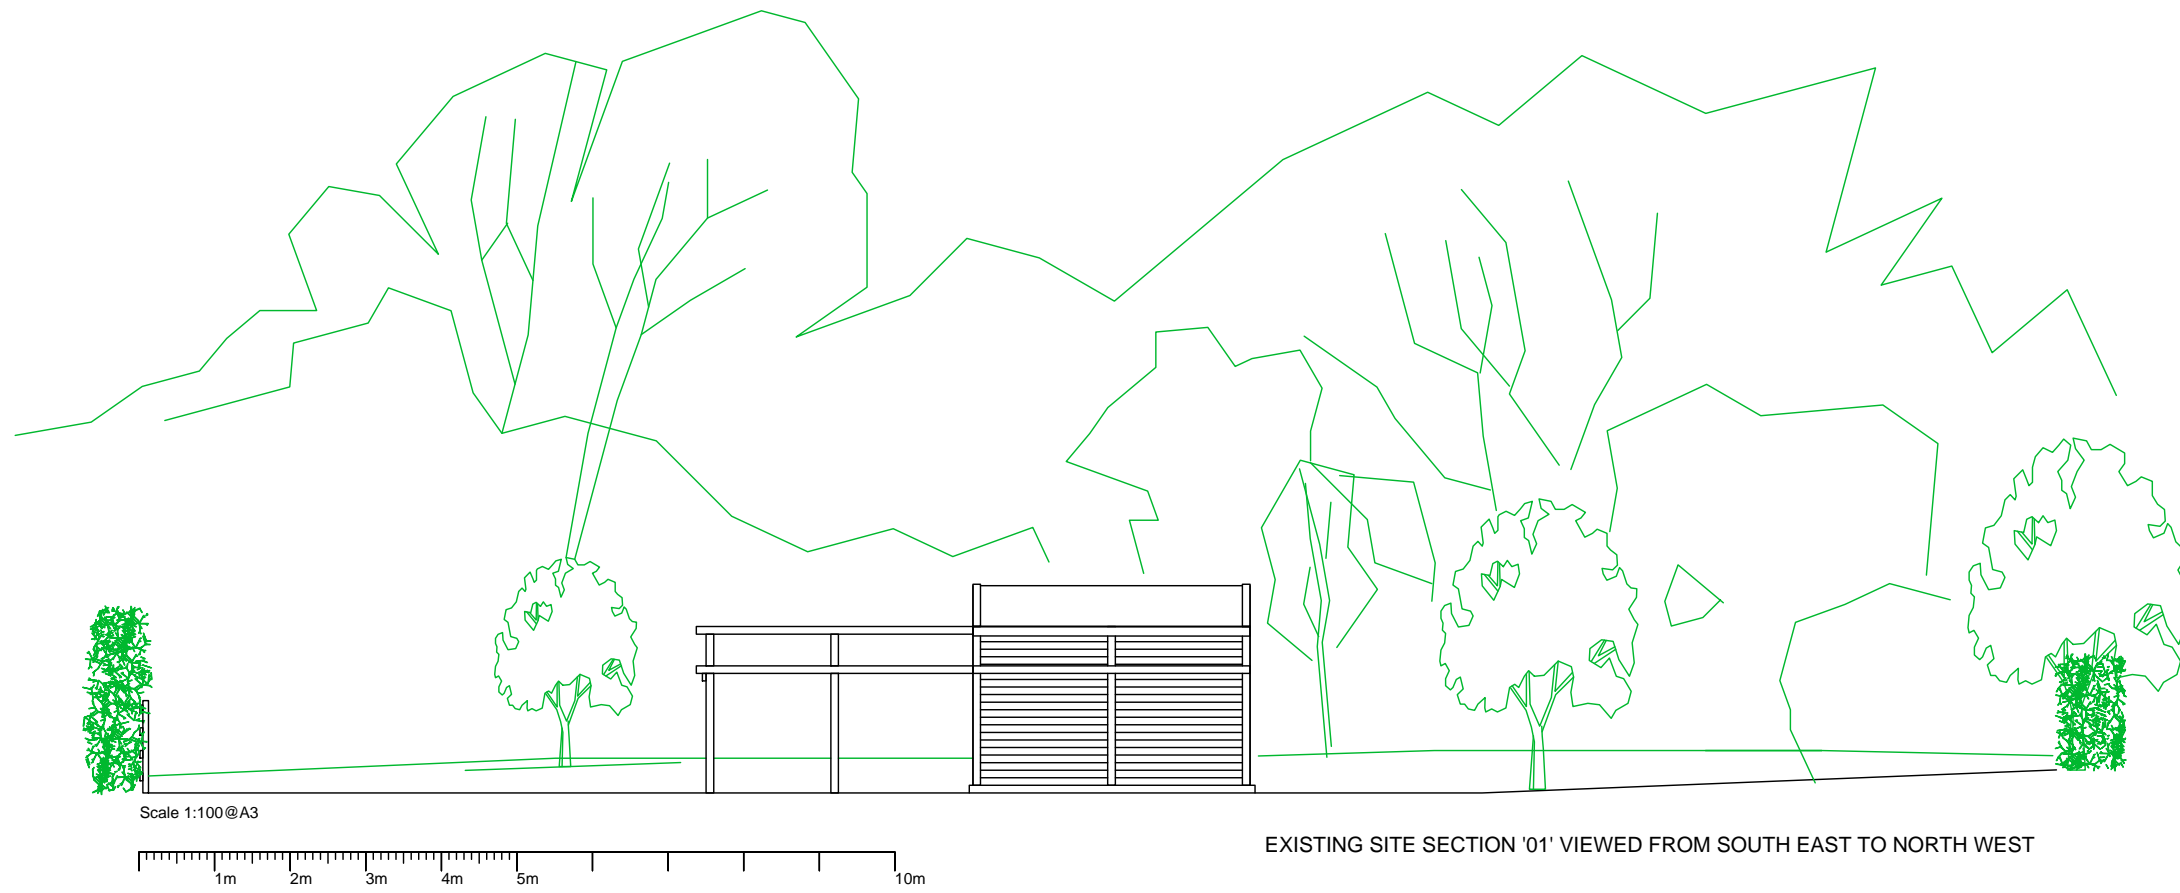 Scale 1:100@A3
EXISTING SITE SECTION '01' VIEWED FROM SOUTH EAST TO NORTH WEST
1m 2m 3m 4m 5m 10m